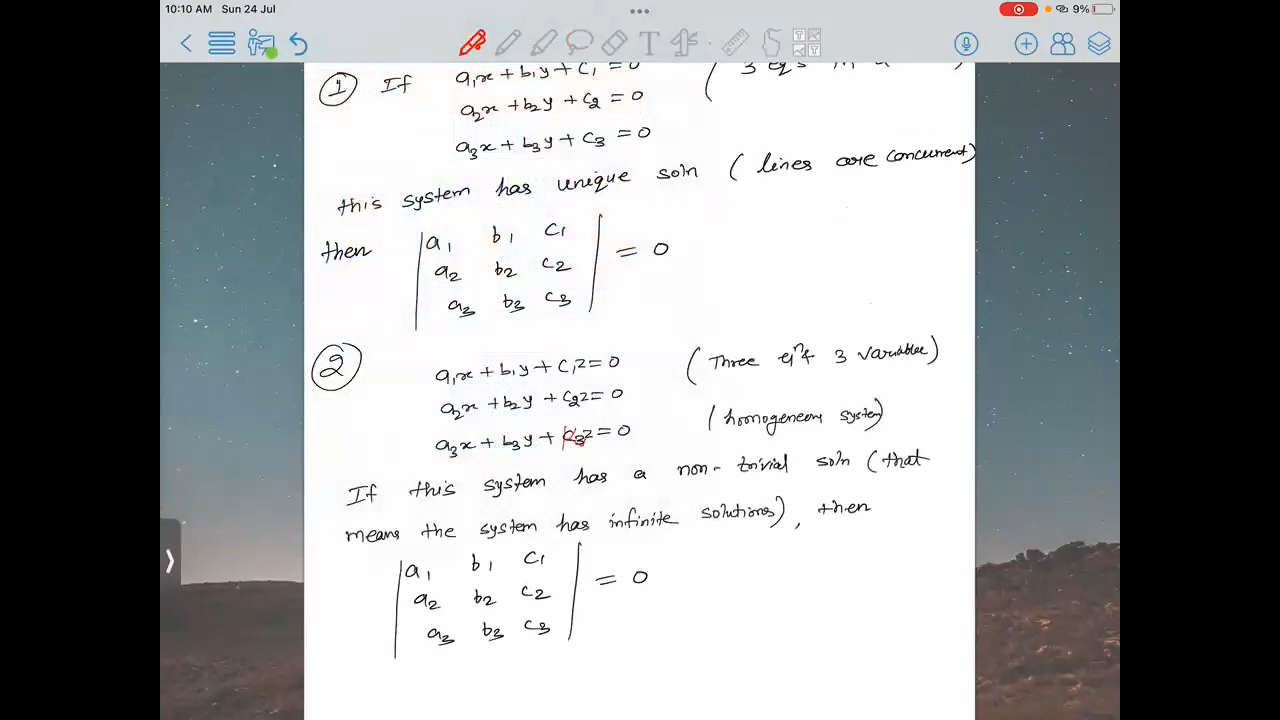 10:10 AM Sun 24 Jul
9%
T
① If a₁x + b₁y + c₁ = 0 ( 3 eqⁿs in
a₂x + b₂y + c₂ = 0
a₃x + b₃y + c₃ = 0
this system has unique soln ( lines are concurrent)
then | a₁ b₁ c₁ |
| a₂ b₂ c₂ | = 0
| a₃ b₃ c₃ |
② a₁x + b₁y + c₁z = 0 (Three eqⁿs 3 variables)
a₂x + b₂y + c₂z = 0
a₃x + b₃y + c₃z = 0 (homogeneous system)
If this system has a non-trivial soln (that
means the system has infinite solutions), then
| a₁ b₁ c₁ |
| a₂ b₂ c₂ | = 0
| a₃ b₃ c₃ |